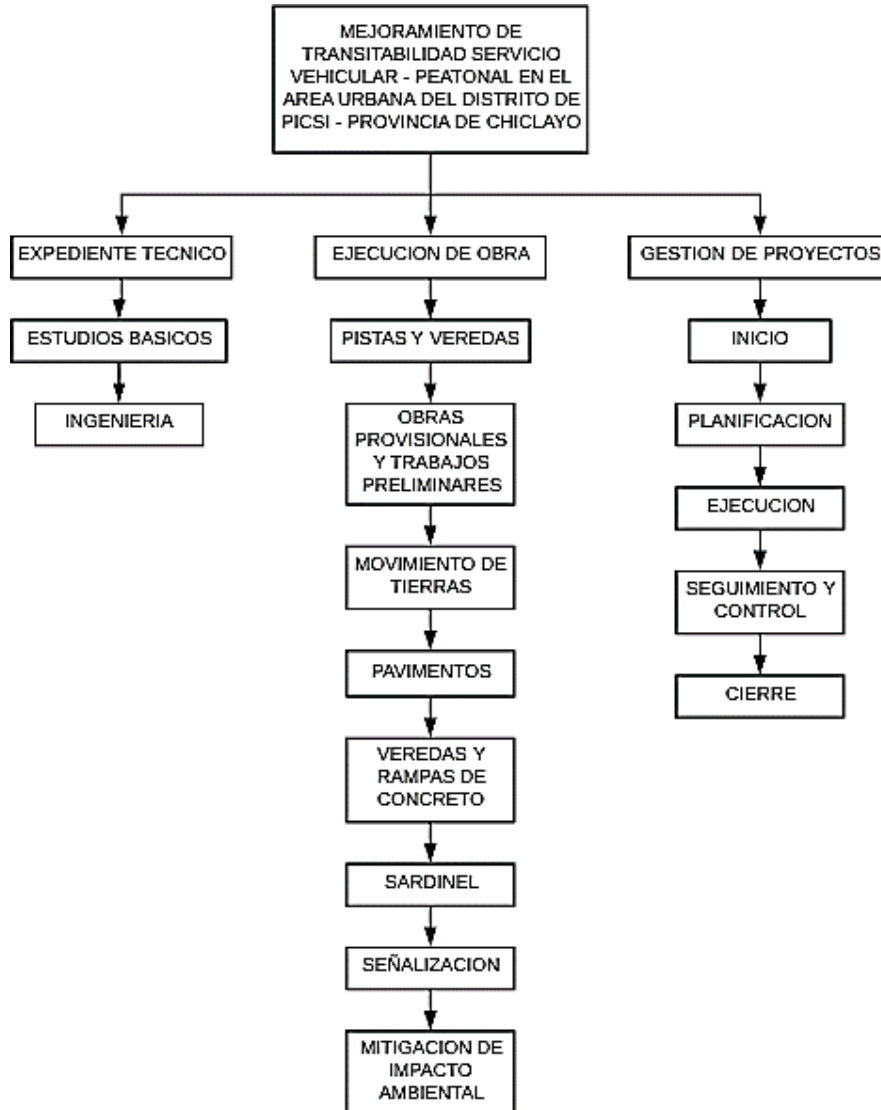 MEJORAMIENTO DE
TRANSITABILIDAD SERVICIO
VEHICULAR - PEATONAL EN EL
AREA URBANA DEL DISTRITO DE
PICSI - PROVINCIA DE CHICLAYO
EXPEDIENTE TECNICO
ESTUDIOS BASICOS
INGENIERIA
EJECUCION DE OBRA
PISTAS Y VEREDAS
OBRAS
PROVISIONALES
Y TRABAJOS
PRELIMINARES
MOVIMIENTO DE
TIERRAS
PAVIMENTOS
VEREDAS Y
RAMPAS DE
CONCRETO
SARDINEL
SEÑALIZACION
MITIGACION DE
IMPACTO
AMBIENTAL
GESTION DE PROYECTOS
INICIO
PLANIFICACION
EJECUCION
SEGUIMIENTO Y
CONTROL
CIERRE